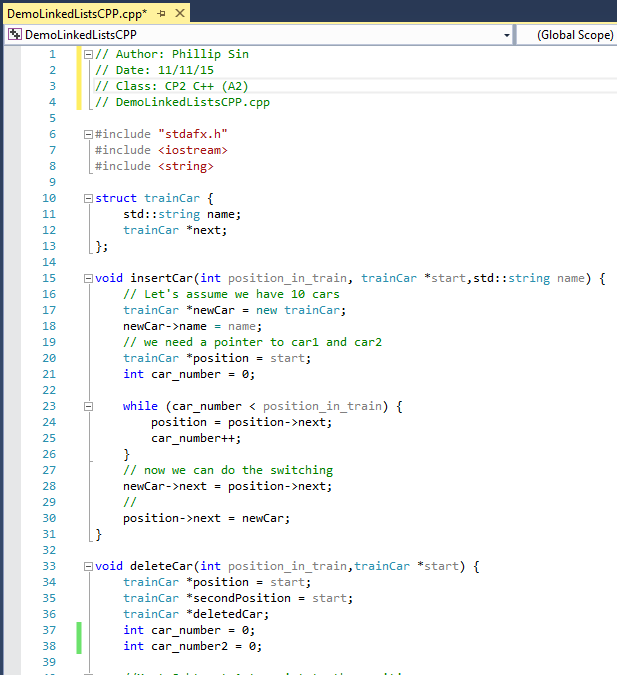 DemoLinkedListsCPP.cpp*
DemoLinkedListsCPP (Global Scope)
1 // Author: Phillip Sin
2 // Date: 11/11/15
3 // Class: CP2 C++ (A2)
4 // DemoLinkedListsCPP.cpp
5
6 #include "stdafx.h"
7 #include <iostream>
8 #include <string>
9
10 struct trainCar {
11 std::string name;
12 trainCar *next;
13 };
14
15 void insertCar(int position_in_train, trainCar *start,std::string name) {
16 // Let's assume we have 10 cars
17 trainCar *newCar = new trainCar;
18 newCar->name = name;
19 // we need a pointer to car1 and car2
20 trainCar *position = start;
21 int car_number = 0;
22
23 while (car_number < position_in_train) {
24 position = position->next;
25 car_number++;
26 }
27 // now we can do the switching
28 newCar->next = position->next;
29 //
30 position->next = newCar;
31 }
32
33 void deleteCar(int position_in_train,trainCar *start) {
34 trainCar *position = start;
35 trainCar *secondPosition = start;
36 trainCar *deletedCar;
37 int car_number = 0;
38 int car_number2 = 0;
39